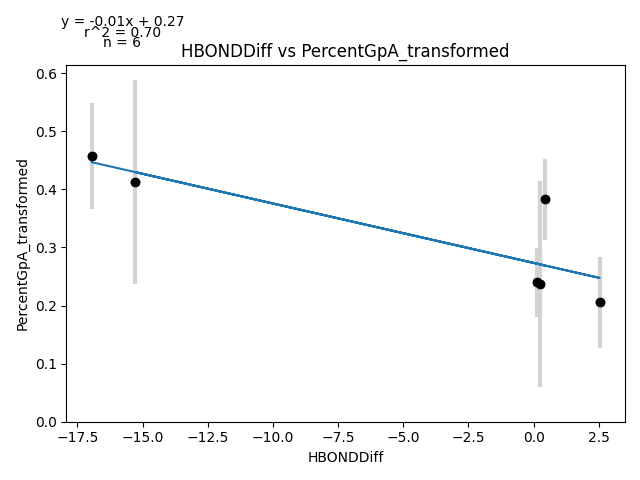 y = -0.01x + 0.27
r^2 = 0.70
n = 6
HBONDDiff vs PercentGpA_transformed
PercentGpA_transformed
0.6
0.5
0.4
0.3
0.2
0.1
0.0
−17.5 −15.0 −12.5 −10.0 −7.5 −5.0 −2.5 0.0 2.5
HBONDDiff